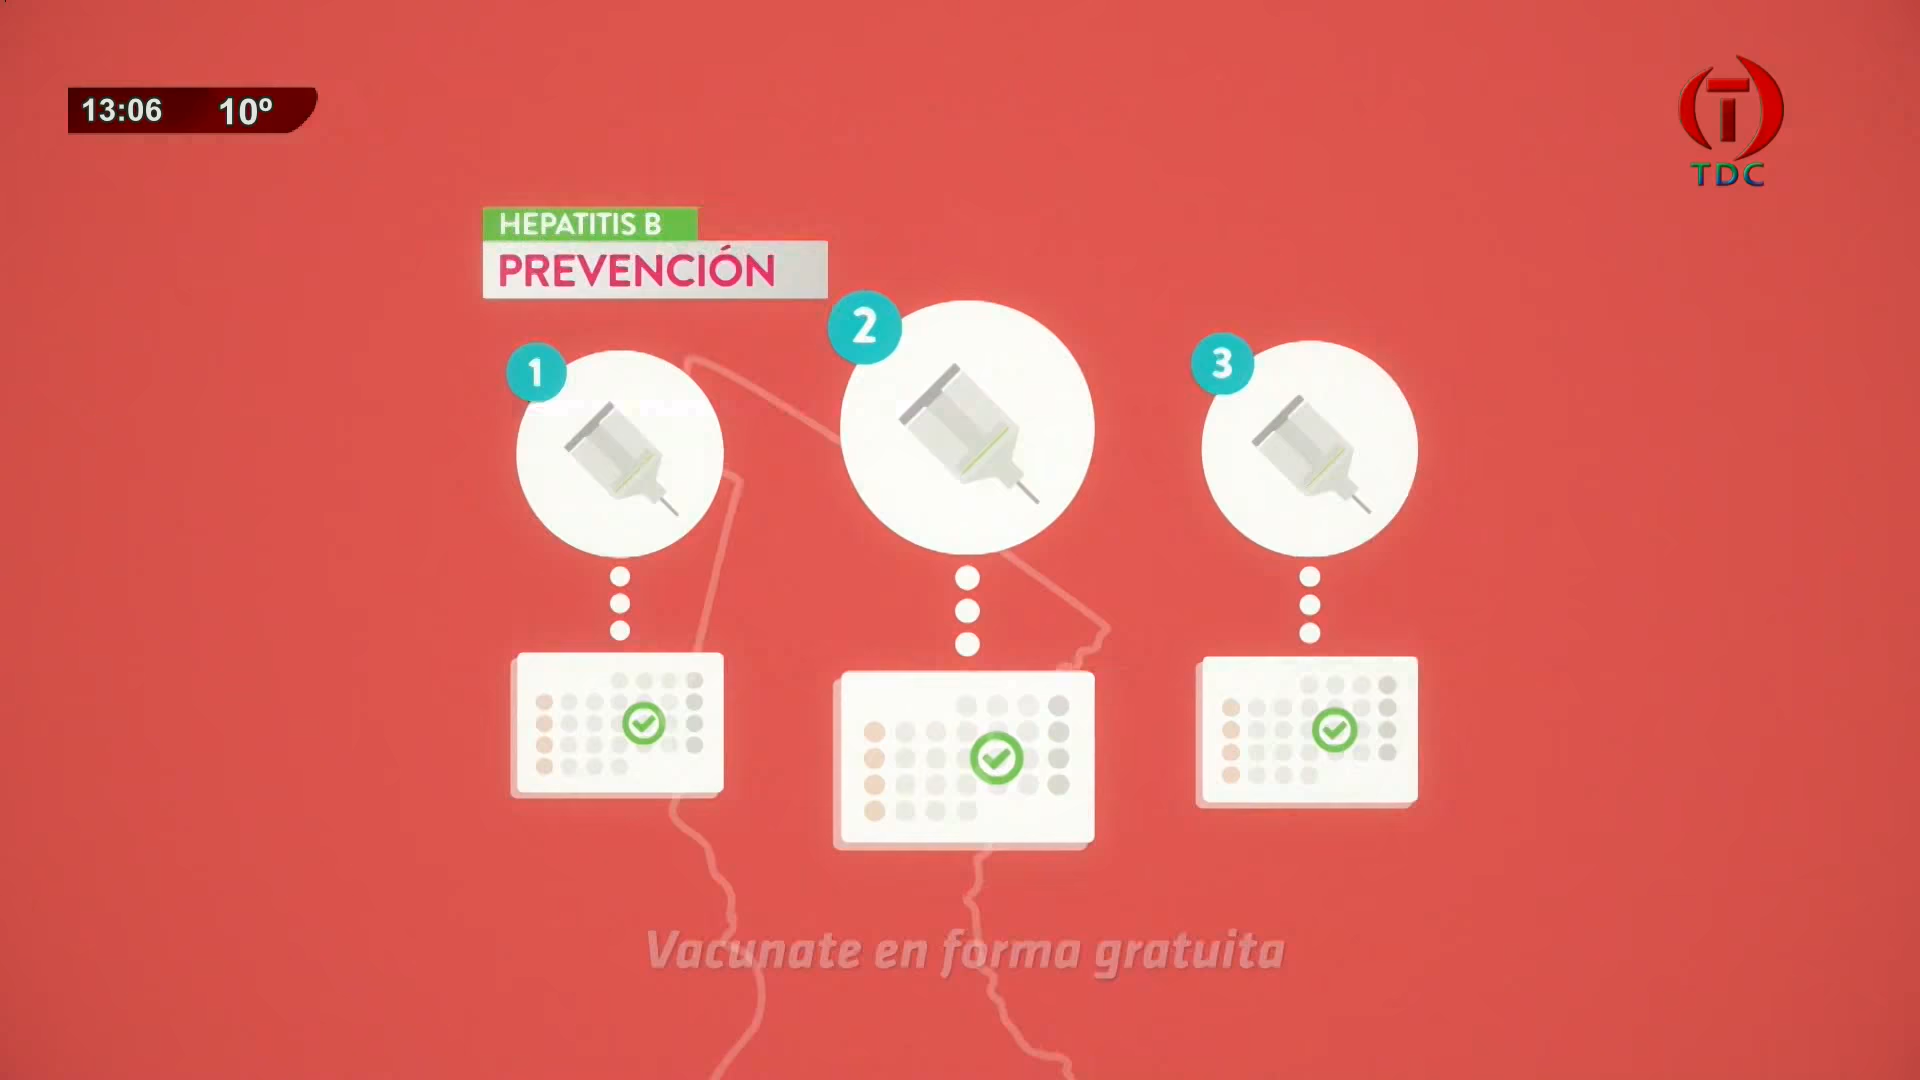 13:06 10º
TDC
HEPATITIS B
PREVENCIÓN
1
2
3
Vacunate en forma gratuita